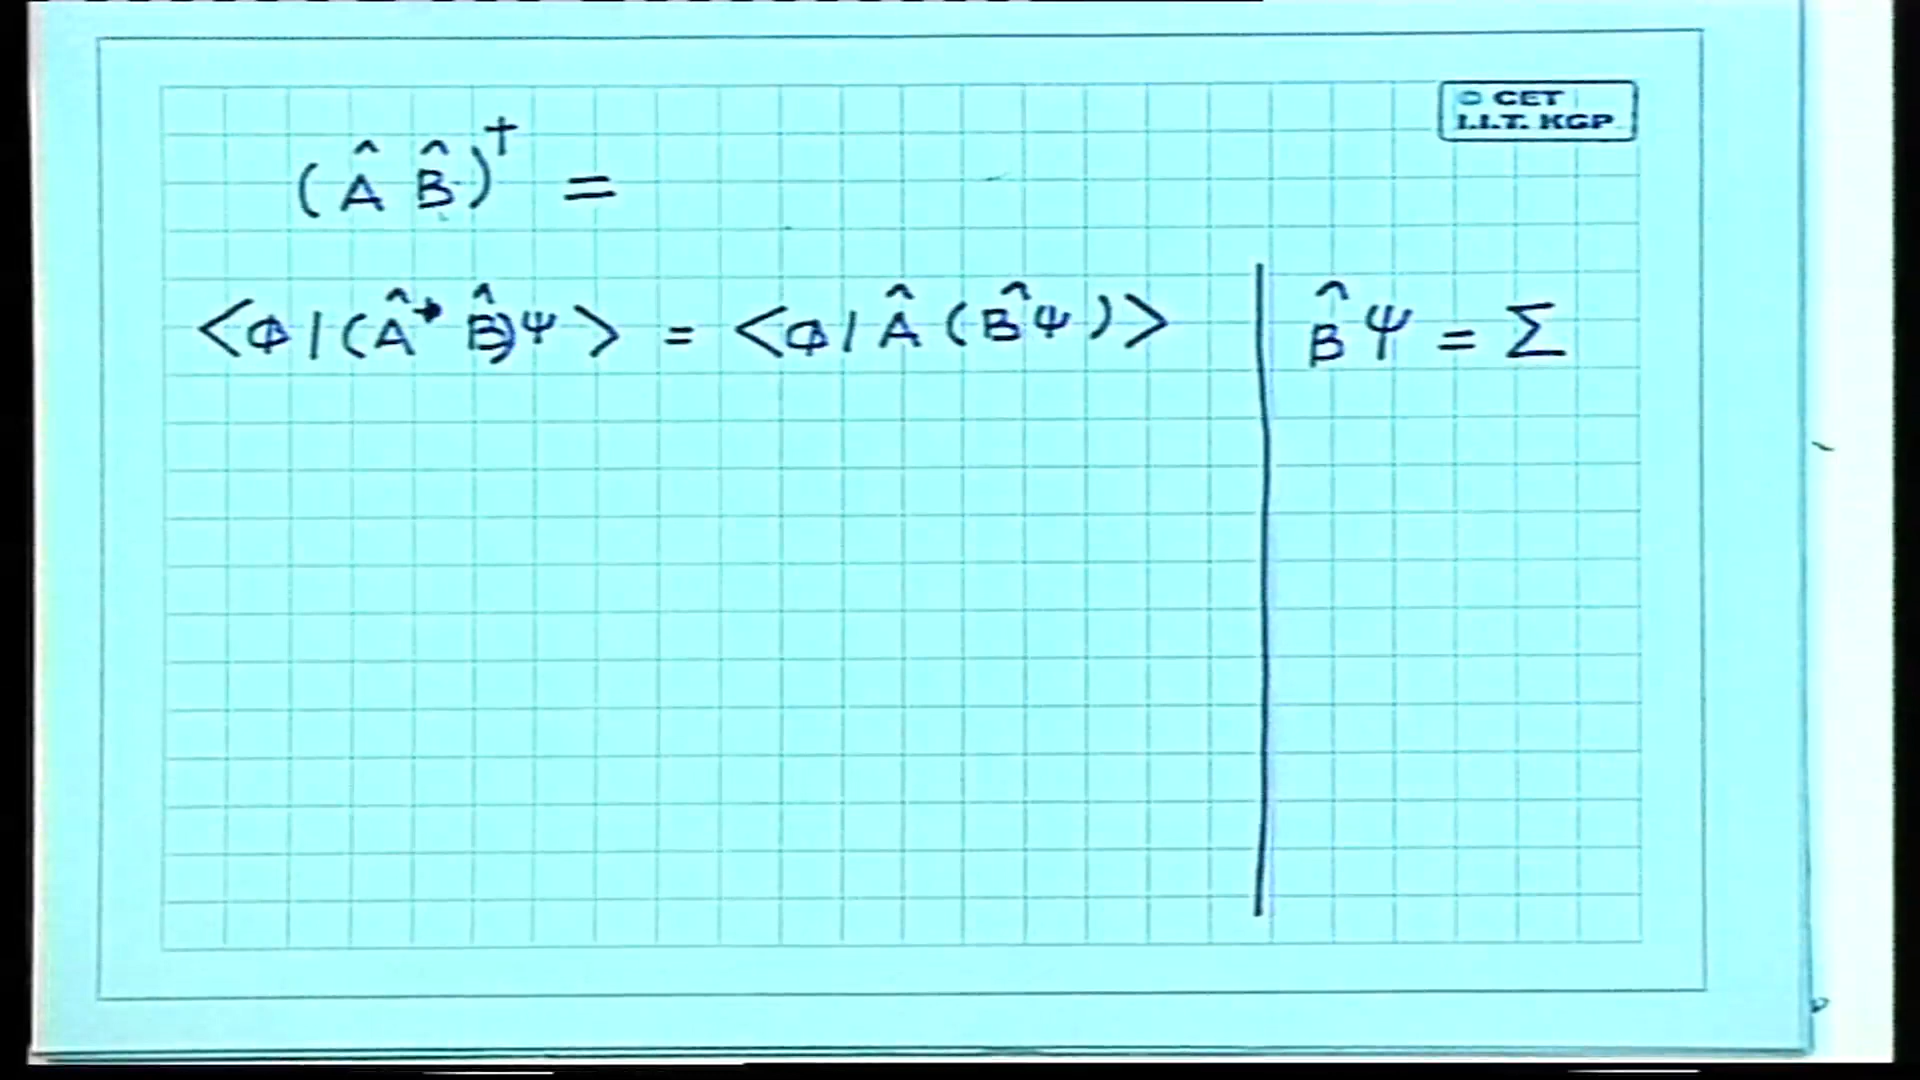 © CET
I.I.T. KGP
(Â B̂)† =
<φ|(Â B̂)ψ> = <φ|Â(B̂ψ)>
B̂ψ = Σ